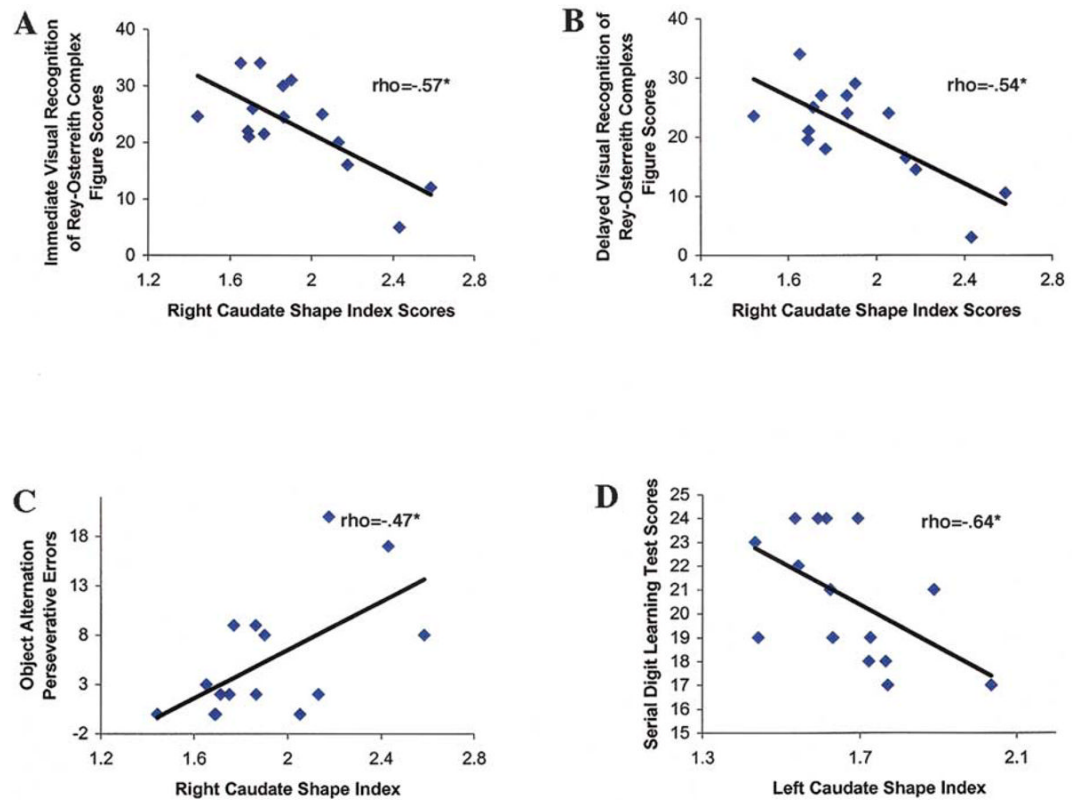 A
Immediate Visual Recognition
of Rey-Osterreith Complex
Figure Scores
40
30
20
10
0
rho=-.57*
1.2 1.6 2 2.4 2.8
Right Caudate Shape Index Scores
B
Delayed Visual Recognition of
Rey-Osterreith Complexs
Figure Scores
40
30
20
10
0
rho=-.54*
1.2 1.6 2 2.4 2.8
Right Caudate Shape Index Scores
C
Object Alternation
Perseverative Errors
18
13
8
3
-2
rho=-.47*
1.2 1.6 2 2.4 2.8
Right Caudate Shape Index
D
Serial Digit Learning Test Scores
25
24
23
22
21
20
19
18
17
16
15
rho=-.64*
1.3 1.7 2.1
Left Caudate Shape Index